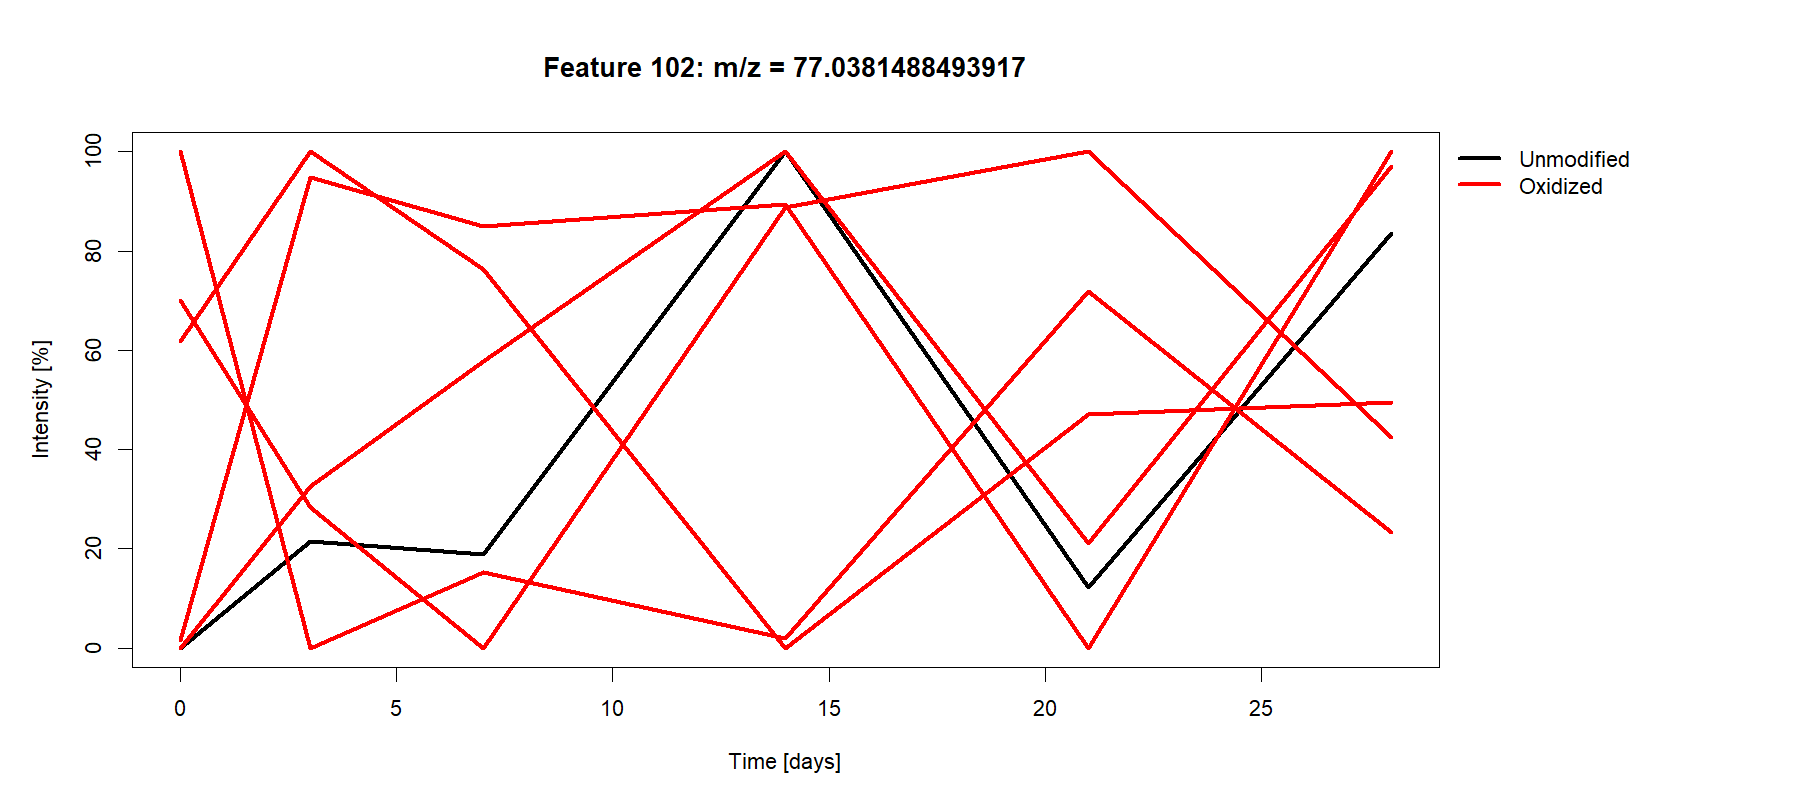 Feature 102: m/z = 77.0381488493917
Unmodified
Oxidized
100
80
60
40
20
0
Intensity [%]
0 5 10 15 20 25
Time [days]